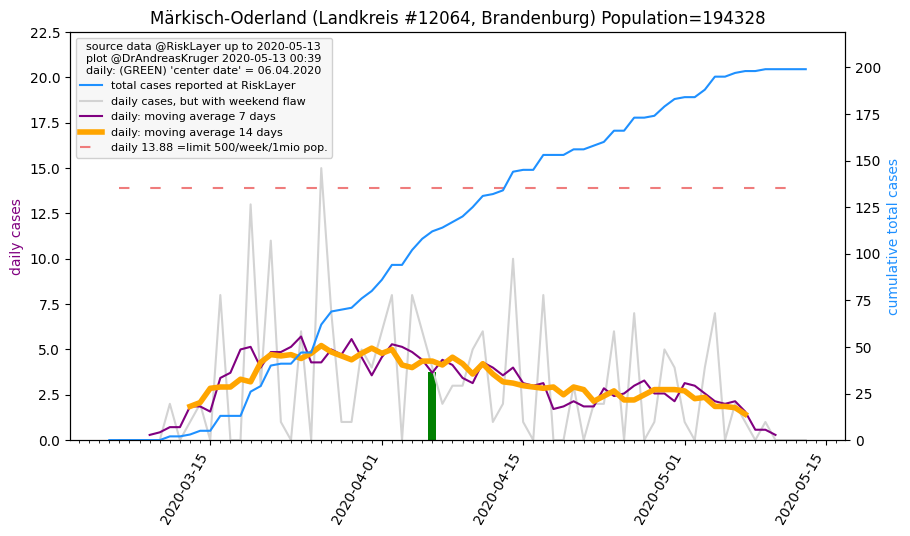 Märkisch-Oderland (Landkreis #12064, Brandenburg) Population=194328
source data @RiskLayer up to 2020-05-13
plot @DrAndreasKruger 2020-05-13 00:39
daily: (GREEN) 'center date' = 06.04.2020
total cases reported at RiskLayer
daily cases, but with weekend flaw
daily: moving average 7 days
daily: moving average 14 days
daily 13.88 =limit 500/week/1mio pop.
daily cases
22.5
20.0
17.5
15.0
12.5
10.0
7.5
5.0
2.5
0.0
200
175
150
125
100
75
50
25
0
cumulative total cases
2020-03-15
2020-04-01
2020-04-15
2020-05-01
2020-05-15